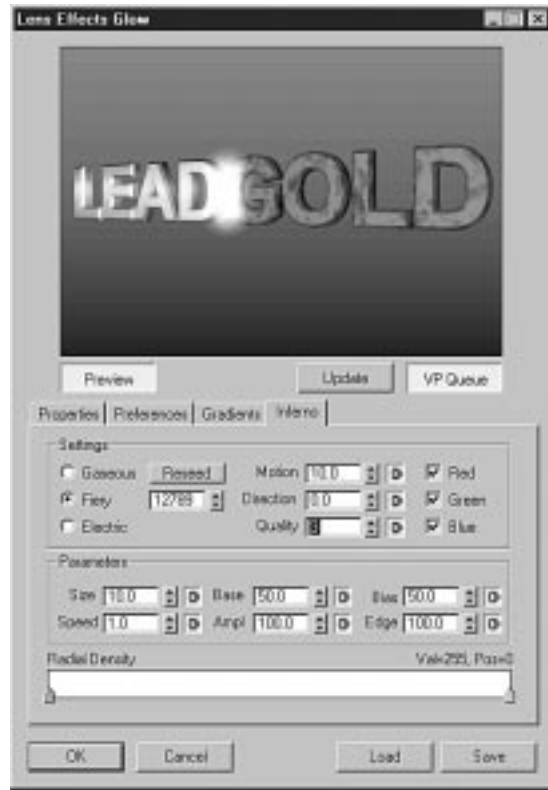 Lens Effects Glow
LEAD GOLD
Preview Update VP Queue
Properties Preferences Gradients Inferno
Settings
Gaseous Reseed Motion 10.0 Red
Fiery 12789 Direction 0.0 Green
Electric Quality Blue
Parameters
Size 10.0 Base 50.0 Bias 50.0
Speed 1.0 Ampl 100.0 Edge 100.0
Radial Density Val=255, Pos=0
OK Cancel Load Save